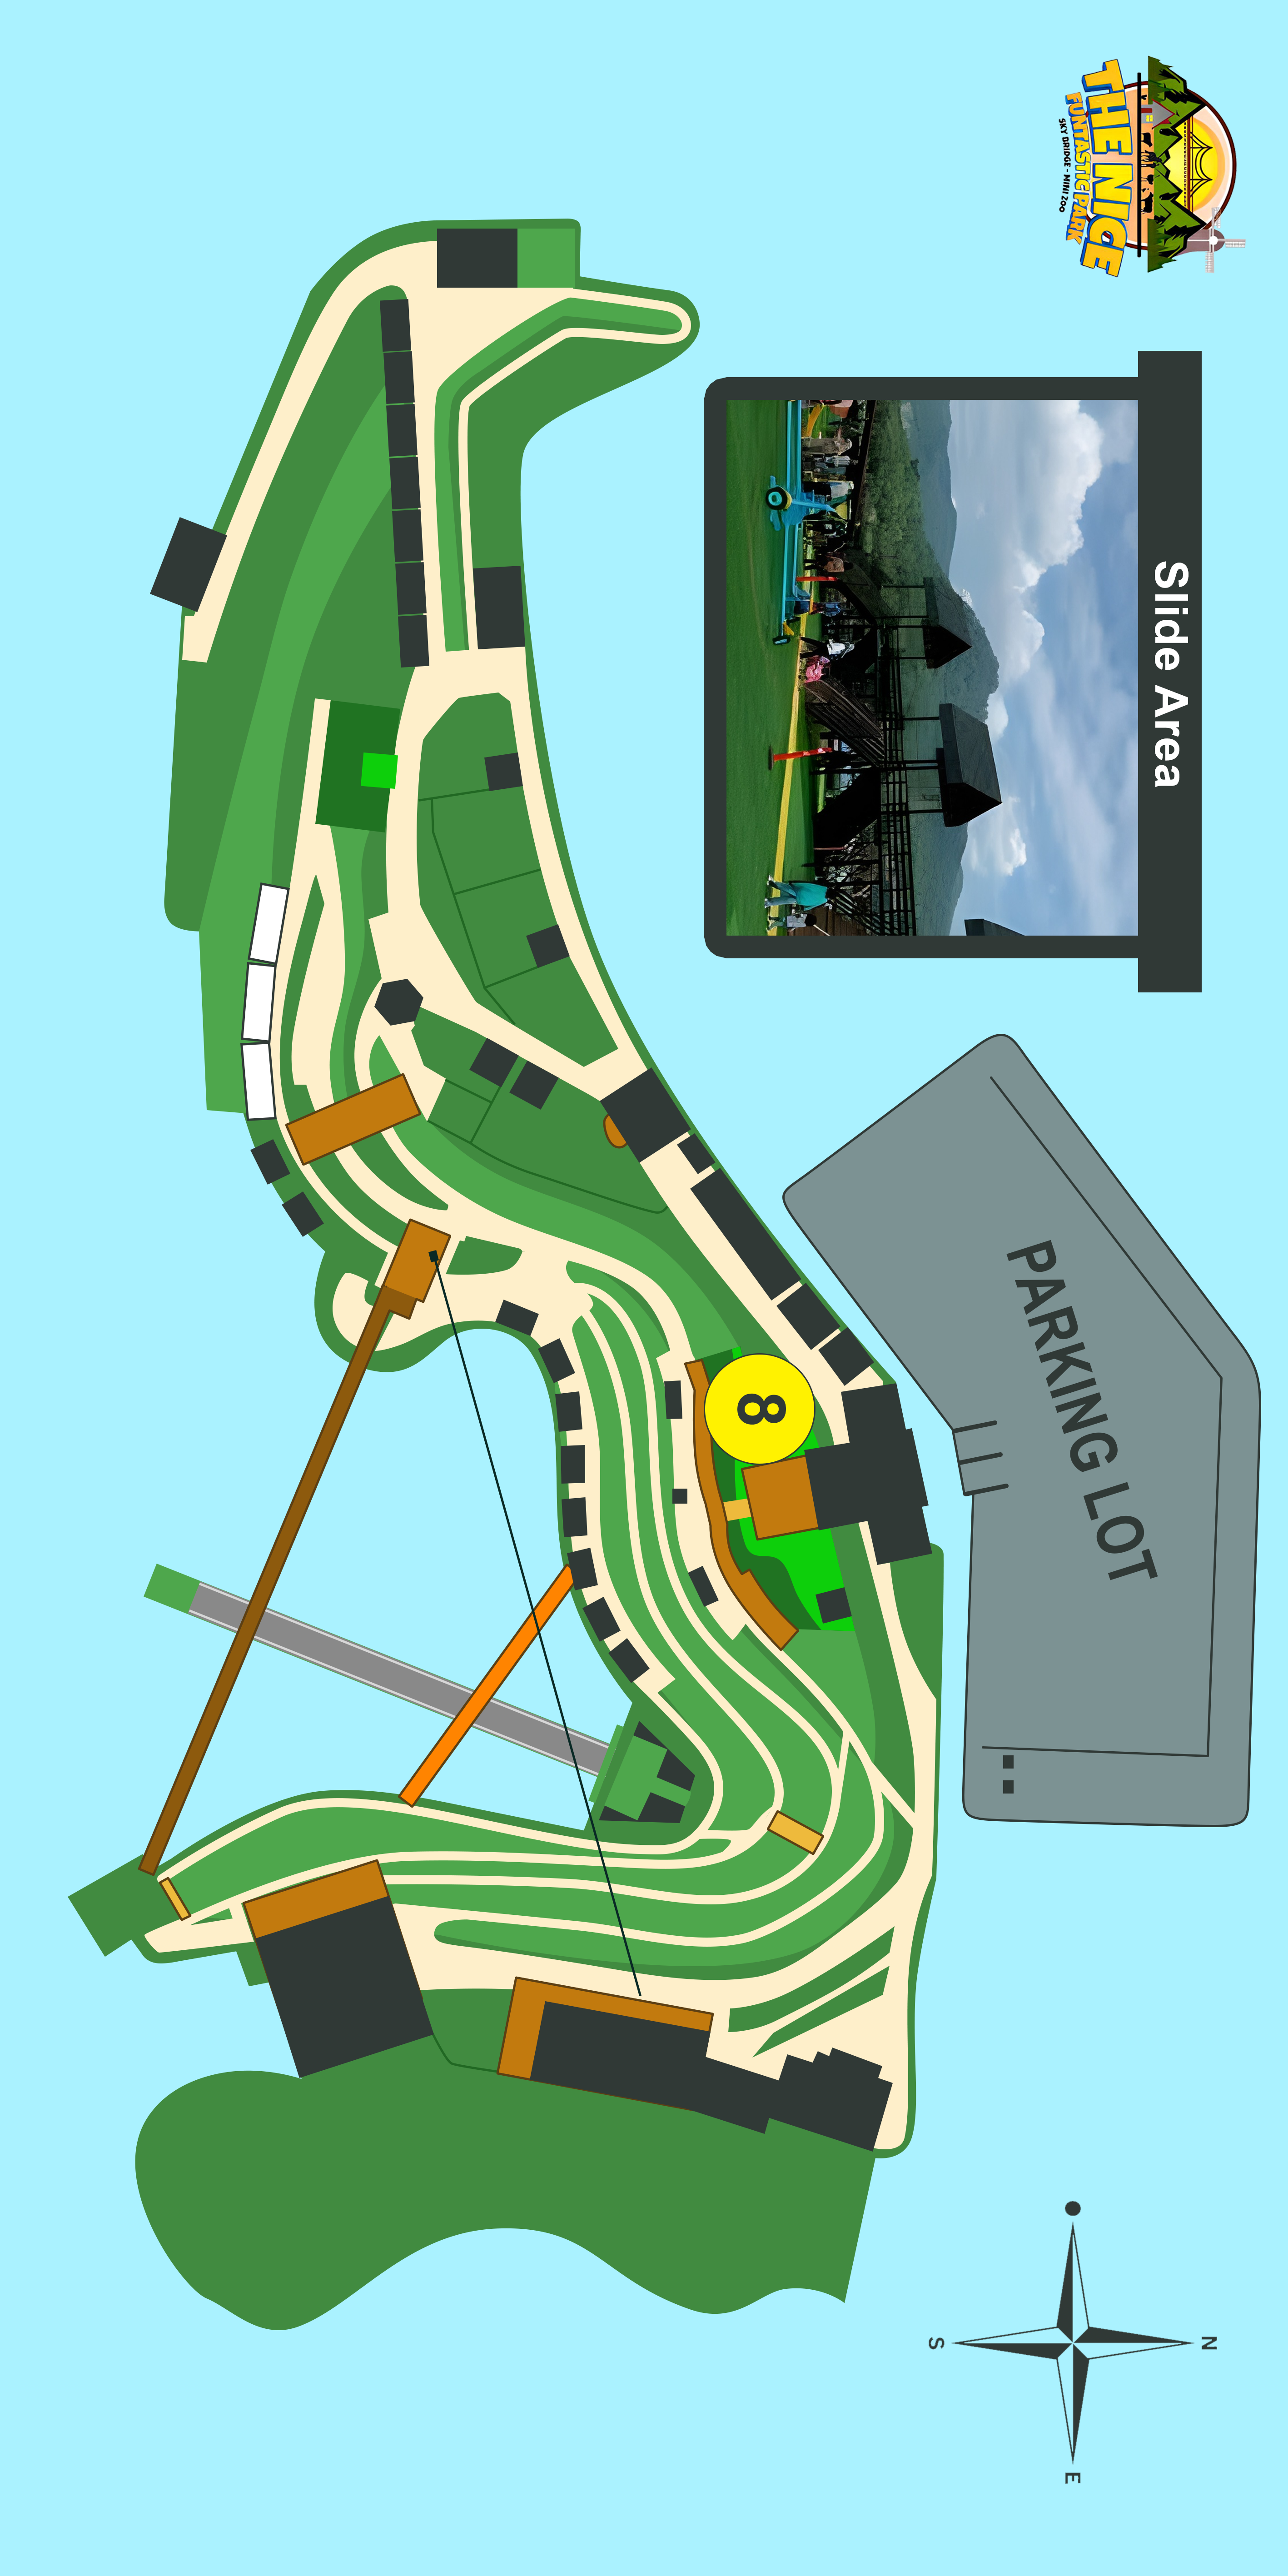 THE NICE
FUNTASTIC PARK
SKY BRIDGE - MINI ZOO
Slide Area
PARKING LOT
8
N
S
E